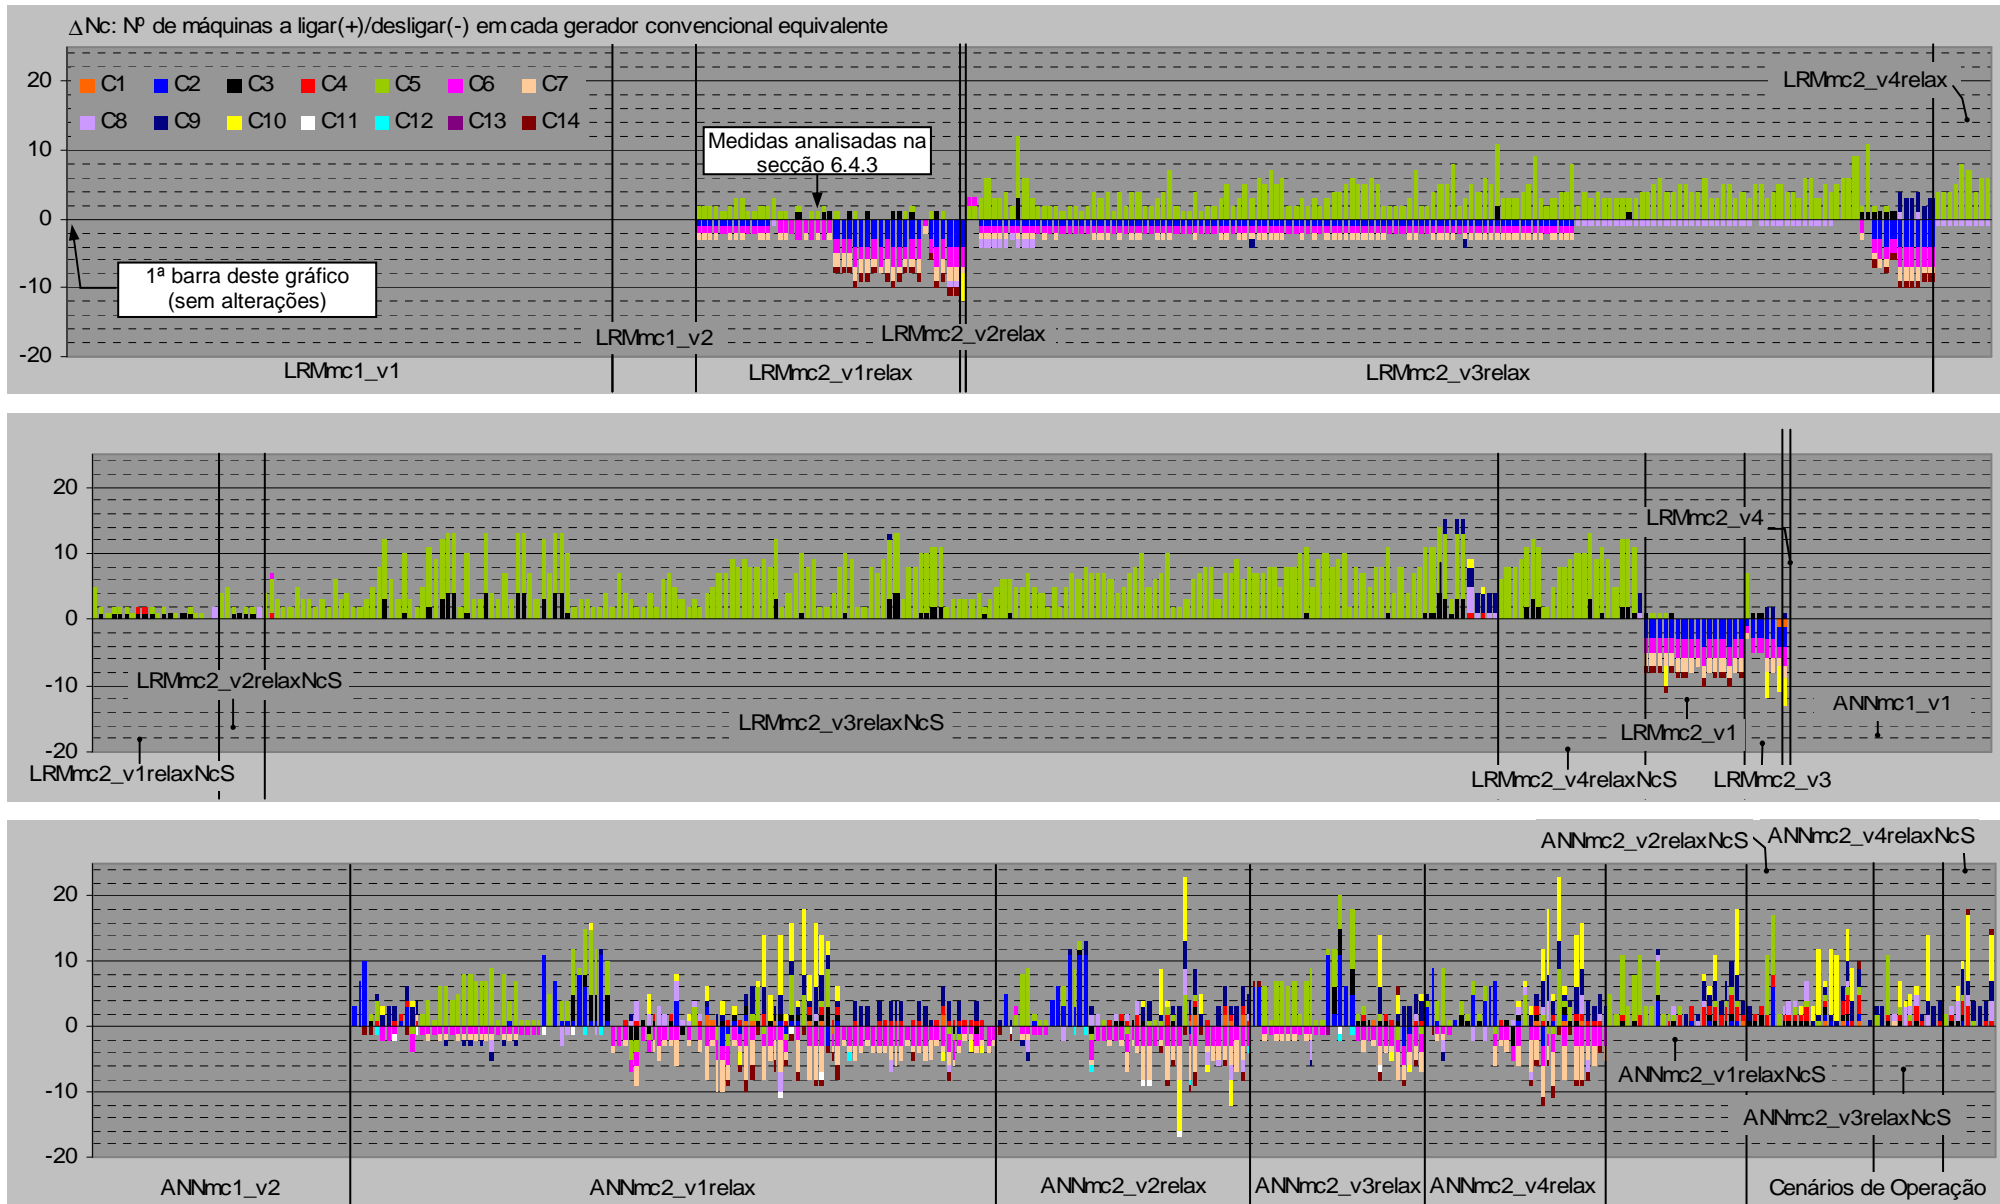 ΔNc: Nº de máquinas a ligar(+)/desligar(-) em cada gerador convencional equivalente
20
10
0
-10
-20
C1 C2 C3 C4 C5 C6 C7
C8 C9 C10 C11 C12 C13 C14
LRMmc2_v4relax
Medidas analisadas na
secção 6.4.3
1ª barra deste gráfico
(sem alterações)
LRMmc1_v2
LRMmc2_v2relax
LRMmc1_v1
LRMmc2_v1relax
LRMmc2_v3relax
20
10
0
-10
-20
LRMmc2_v4
LRMmc2_v2relaxNcS
ANNmc1_v1
LRMmc2_v3relaxNcS
LRMmc2_v1
LRMmc2_v1relaxNcS
LRMmc2_v4relaxNcS
LRMmc2_v3
ANNmc2_v2relaxNcS
ANNmc2_v4relaxNcS
20
10
0
-10
-20
ANNmc2_v1relaxNcS
ANNmc2_v3relaxNcS
ANNmc1_v2
ANNmc2_v1relax
ANNmc2_v2relax
ANNmc2_v3relax
ANNmc2_v4relax
Cenários de Operação